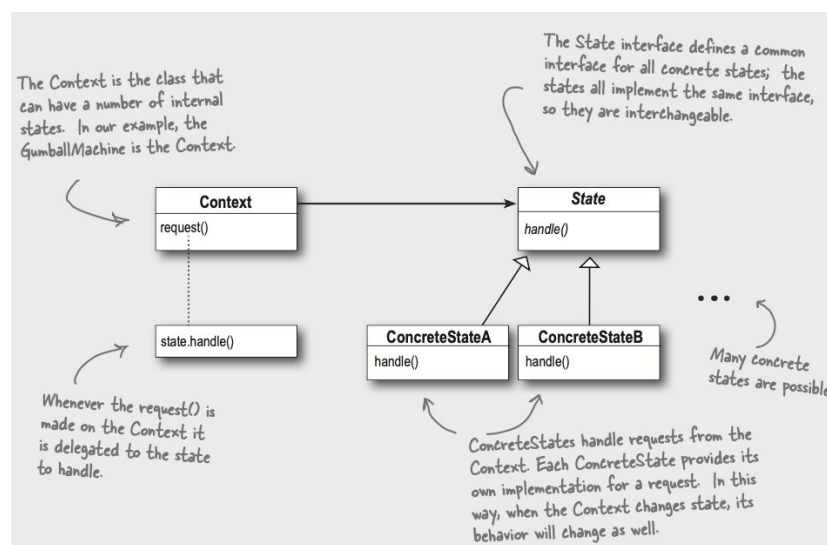 The Context is the class that
can have a number of internal
states. In our example, the
GumballMachine is the Context.
The State interface defines a common
interface for all concrete states; the
states all implement the same interface,
so they are interchangeable.
Context
request()
State
handle()
state.handle()
ConcreteStateA
handle()
ConcreteStateB
handle()
•••
Many concrete
states are possible
Whenever the request() is
made on the Context it
is delegated to the state
to handle.
ConcreteStates handle requests from the
Context. Each ConcreteState provides its
own implementation for a request. In this
way, when the Context changes state, its
behavior will change as well.